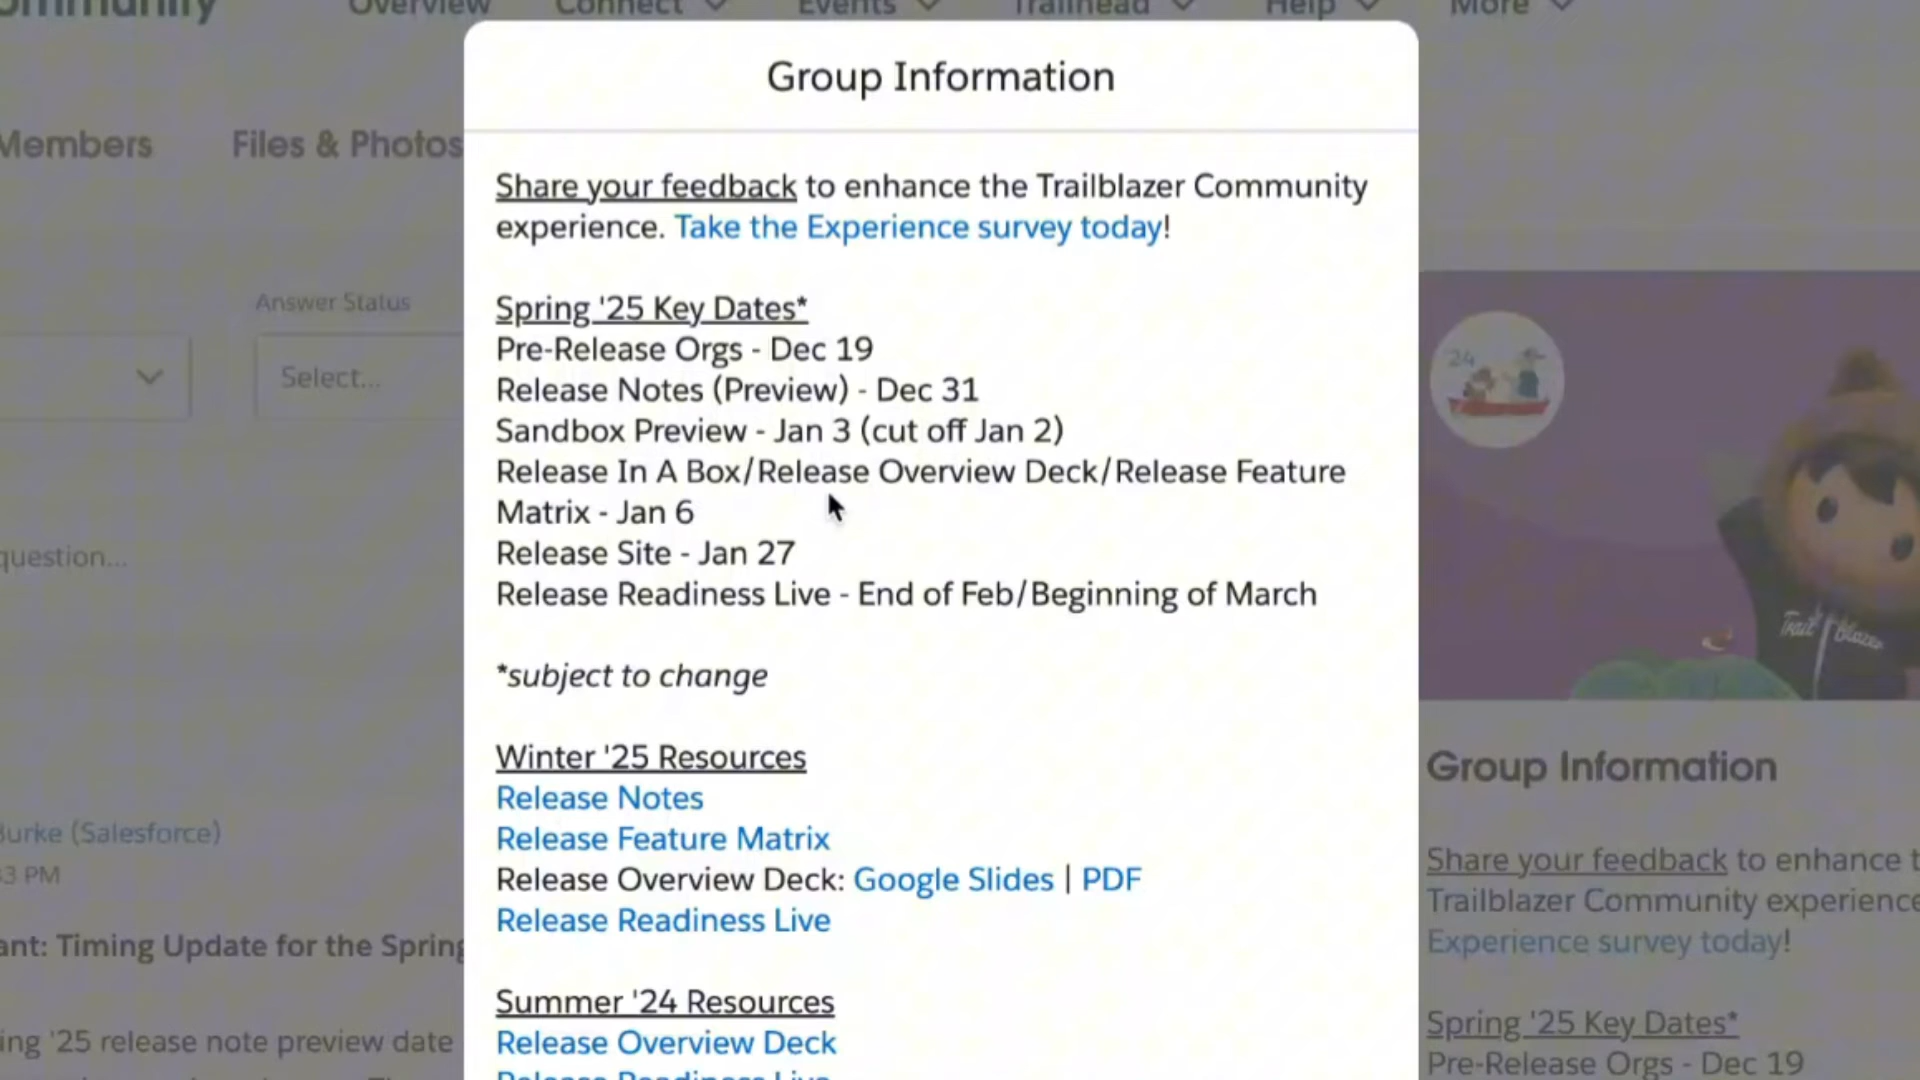 Overview Connect Events Trailhead Help More
Members Files & Photos
Group Information
Share your feedback to enhance the Trailblazer Community
experience. Take the Experience survey today!
Spring '25 Key Dates*
Pre-Release Orgs - Dec 19
Release Notes (Preview) - Dec 31
Sandbox Preview - Jan 3 (cut off Jan 2)
Release In A Box/Release Overview Deck/Release Feature
Matrix - Jan 6
Release Site - Jan 27
Release Readiness Live - End of Feb/Beginning of March
*subject to change
Winter '25 Resources
Release Notes
Release Feature Matrix
Release Overview Deck: Google Slides | PDF
Release Readiness Live
Summer '24 Resources
Release Overview Deck
Release Readiness Live
Answer Status
Select...
question...
Burke (Salesforce)
3 PM
ant: Timing Update for the Spring
ing '25 release note preview date
24
Trail Blazer
Group Information
Share your feedback to enhance t
Trailblazer Community experience
Experience survey today!
Spring '25 Key Dates*
Pre-Release Orgs - Dec 19